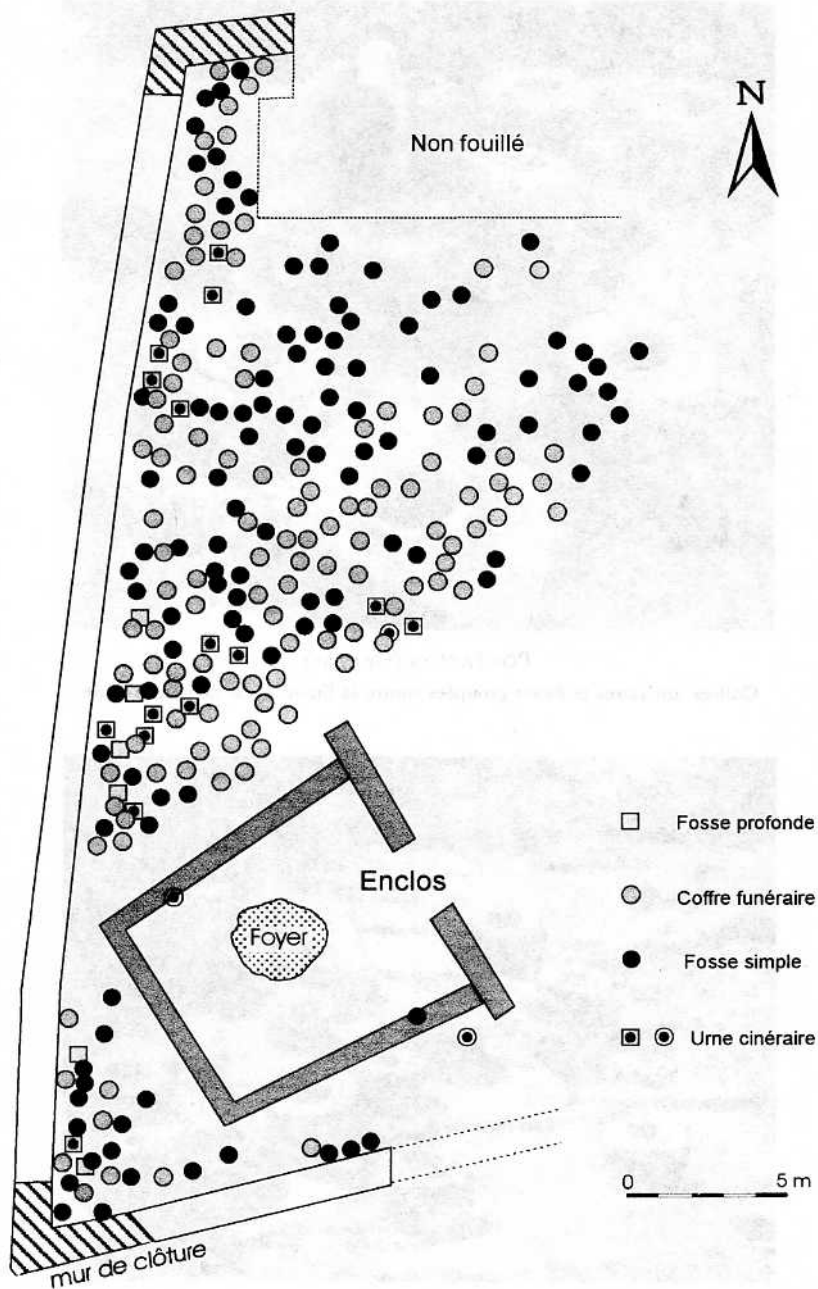 N
Non fouillé
Enclos
Foyer
Fosse profonde
Coffre funéraire
Fosse simple
Urne cinéraire
0 5 m
mur de clôture